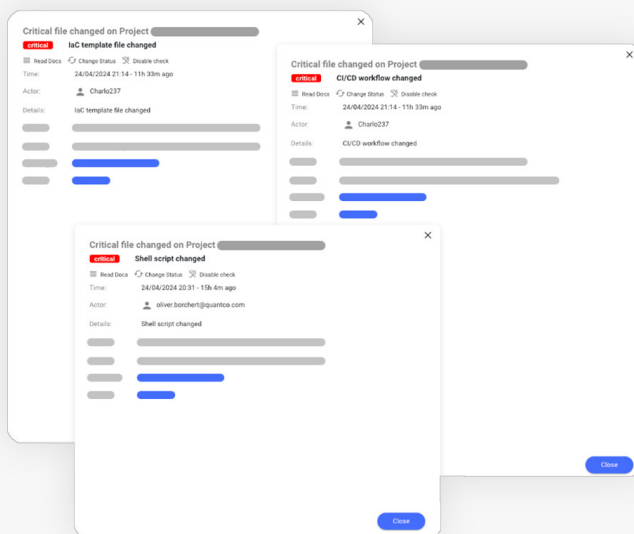 Critical file changed on Project
critical IaC template file changed
Read Docs Change Status Disable check
Time: 24/04/2024 21:14 - 11h 33m ago
Actor: Charlo237
Details: IaC template file changed
Critical file changed on Project
critical CI/CD workflow changed
Read Docs Change Status Disable check
Time: 24/04/2024 21:14 - 11h 33m ago
Actor: Charlo237
Details: CI/CD workflow changed
Close
Critical file changed on Project
critical Shell script changed
Read Docs Change Status Disable check
Time: 24/04/2024 20:31 - 15h 4m ago
Actor: oliver.borchert@quantco.com
Details: Shell script changed
Close